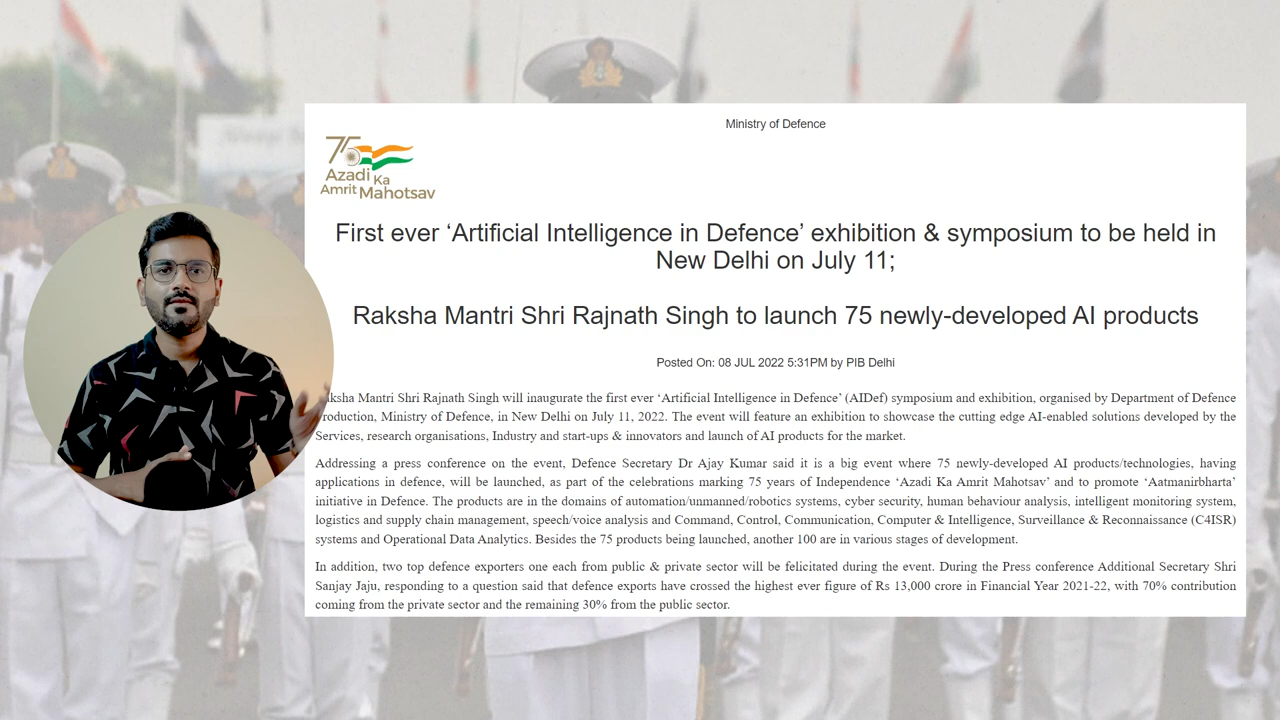 Ministry of Defence
75
Azadi Ka
Amrit Mahotsav
First ever ‘Artificial Intelligence in Defence’ exhibition & symposium to be held in
New Delhi on July 11;
Raksha Mantri Shri Rajnath Singh to launch 75 newly-developed AI products
Posted On: 08 JUL 2022 5:31PM by PIB Delhi
Mantri Shri Rajnath Singh will inaugurate the first ever ‘Artificial Intelligence in Defence’ (AIDef) symposium and exhibition, organised by Department of Defence
Production, Ministry of Defence, in New Delhi on July 11, 2022. The event will feature an exhibition to showcase the cutting edge AI-enabled solutions developed by the
Services, research organisations, Industry and start-ups & innovators and launch of AI products for the market.
Addressing a press conference on the event, Defence Secretary Dr Ajay Kumar said it is a big event where 75 newly-developed AI products/technologies, having
applications in defence, will be launched, as part of the celebrations marking 75 years of Independence ‘Azadi Ka Amrit Mahotsav’ and to promote ‘Aatmanirbharta’
initiative in Defence. The products are in the domains of automation/unmanned/robotics systems, cyber security, human behaviour analysis, intelligent monitoring system,
logistics and supply chain management, speech/voice analysis and Command, Control, Communication, Computer & Intelligence, Surveillance & Reconnaissance (C4ISR)
systems and Operational Data Analytics. Besides the 75 products being launched, another 100 are in various stages of development.
In addition, two top defence exporters one each from public & private sector will be felicitated during the event. During the Press conference Additional Secretary Shri
Sanjay Jaju, responding to a question said that defence exports have crossed the highest ever figure of Rs 13,000 crore in Financial Year 2021-22, with 70% contribution
coming from the private sector and the remaining 30% from the public sector.